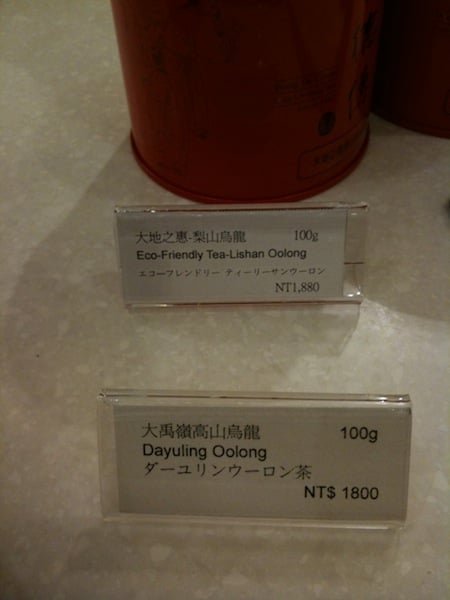 大地之惠-梨山烏龍 100g
Eco-Friendly Tea-Lishan Oolong
エコーフレンドリー ティーリーサンウーロン
NT1,880
大禹嶺高山烏龍 100g
Dayuling Oolong
ダーユリンウーロン茶
NT$ 1800